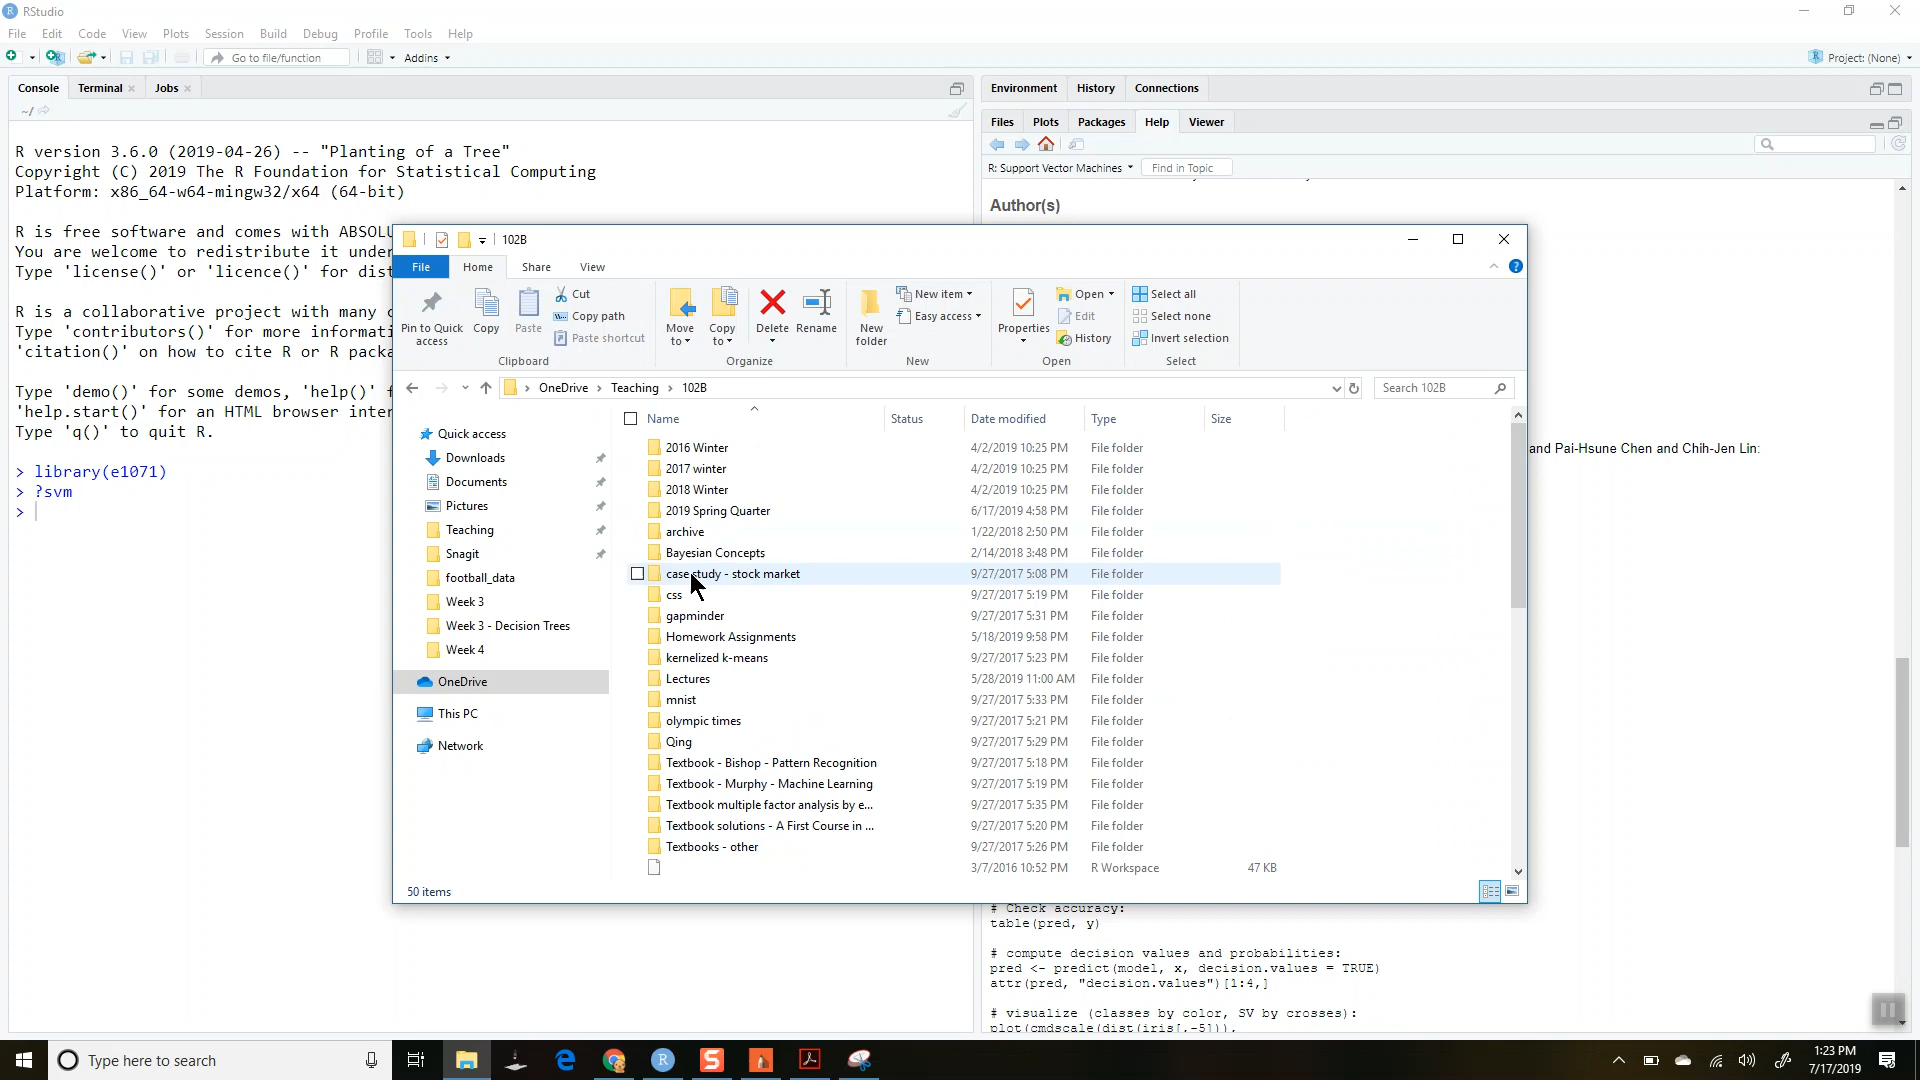 RStudio
File Edit Code View Plots Session Build Debug Profile Tools Help
Go to file/function Addins Project: (None)
Console Terminal Jobs
~/
R version 3.6.0 (2019-04-26) -- "Planting of a Tree"
Copyright (C) 2019 The R Foundation for Statistical Computing
Platform: x86_64-w64-mingw32/x64 (64-bit)
R is free software and comes with ABSOLU
You are welcome to redistribute it under
Type 'license()' or 'licence()' for dist
R is a collaborative project with many c
Type 'contributors()' for more informati
'citation()' on how to cite R or R packa
Type 'demo()' for some demos, 'help()' f
'help.start()' for an HTML browser inter
Type 'q()' to quit R.
> library(e1071)
> ?svm
>
Environment History Connections
Files Plots Packages Help Viewer
R: Support Vector Machines Find in Topic
Author(s)
and Pai-Hsune Chen and Chih-Jen Lin:
# Check accuracy:
table(pred, y)
# compute decision values and probabilities:
pred <- predict(model, x, decision.values = TRUE)
attr(pred, "decision.values")[1:4,]
# visualize (classes by color, SV by crosses):
plot(cmdscale(dist(iris[,-5])),
102B
File Home Share View
Pin to Quick access
Copy
Paste
Cut
Copy path
Paste shortcut
Clipboard
Move to
Copy to
Delete
Rename
Organize
New folder
New item
Easy access
New
Properties
Open
Edit
History
Open
Select all
Select none
Invert selection
Select
OneDrive Teaching 102B Search 102B
Quick access
Downloads
Documents
Pictures
Teaching
Snagit
football_data
Week 3
Week 3 - Decision Trees
Week 4
OneDrive
This PC
Network
Name Status Date modified Type Size
2016 Winter 4/2/2019 10:25 PM File folder
2017 winter 4/2/2019 10:25 PM File folder
2018 Winter 4/2/2019 10:25 PM File folder
2019 Spring Quarter 6/17/2019 4:58 PM File folder
archive 1/22/2018 2:50 PM File folder
Bayesian Concepts 2/14/2018 3:48 PM File folder
case study - stock market 9/27/2017 5:08 PM File folder
css 9/27/2017 5:19 PM File folder
gapminder 9/27/2017 5:31 PM File folder
Homework Assignments 5/18/2019 9:58 PM File folder
kernelized k-means 9/27/2017 5:23 PM File folder
Lectures 5/28/2019 11:00 AM File folder
mnist 9/27/2017 5:33 PM File folder
olympic times 9/27/2017 5:21 PM File folder
Qing 9/27/2017 5:29 PM File folder
Textbook - Bishop - Pattern Recognition 9/27/2017 5:18 PM File folder
Textbook - Murphy - Machine Learning 9/27/2017 5:19 PM File folder
Textbook multiple factor analysis by e... 9/27/2017 5:35 PM File folder
Textbook solutions - A First Course in ... 9/27/2017 5:20 PM File folder
Textbooks - other 9/27/2017 5:26 PM File folder
3/7/2016 10:52 PM R Workspace 47 KB
50 items
Type here to search
1:23 PM
7/17/2019